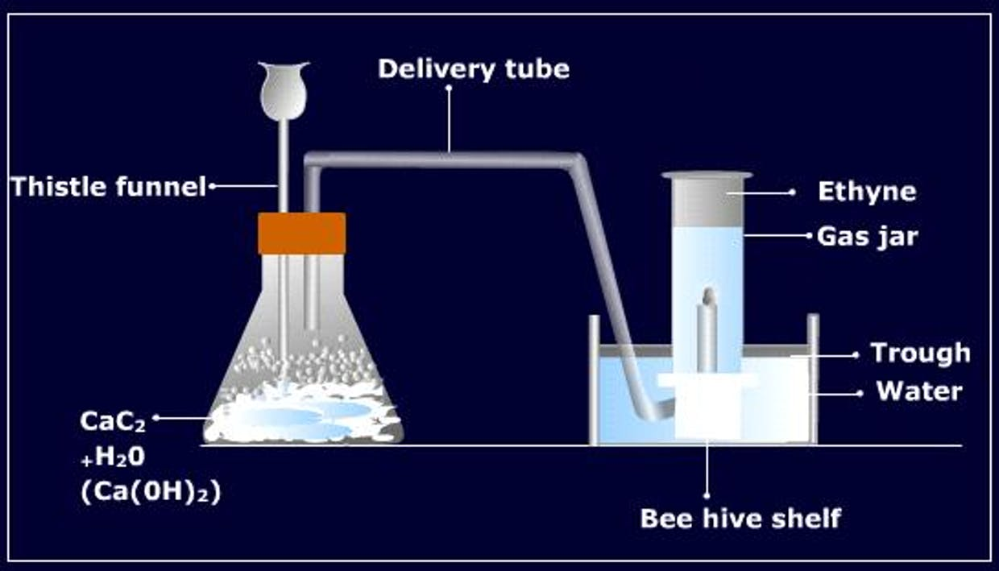 Delivery tube
Thistle funnel
Ethyne
Gas jar
Trough
Water
CaC₂
+H₂0
(Ca(0H)₂)
Bee hive shelf